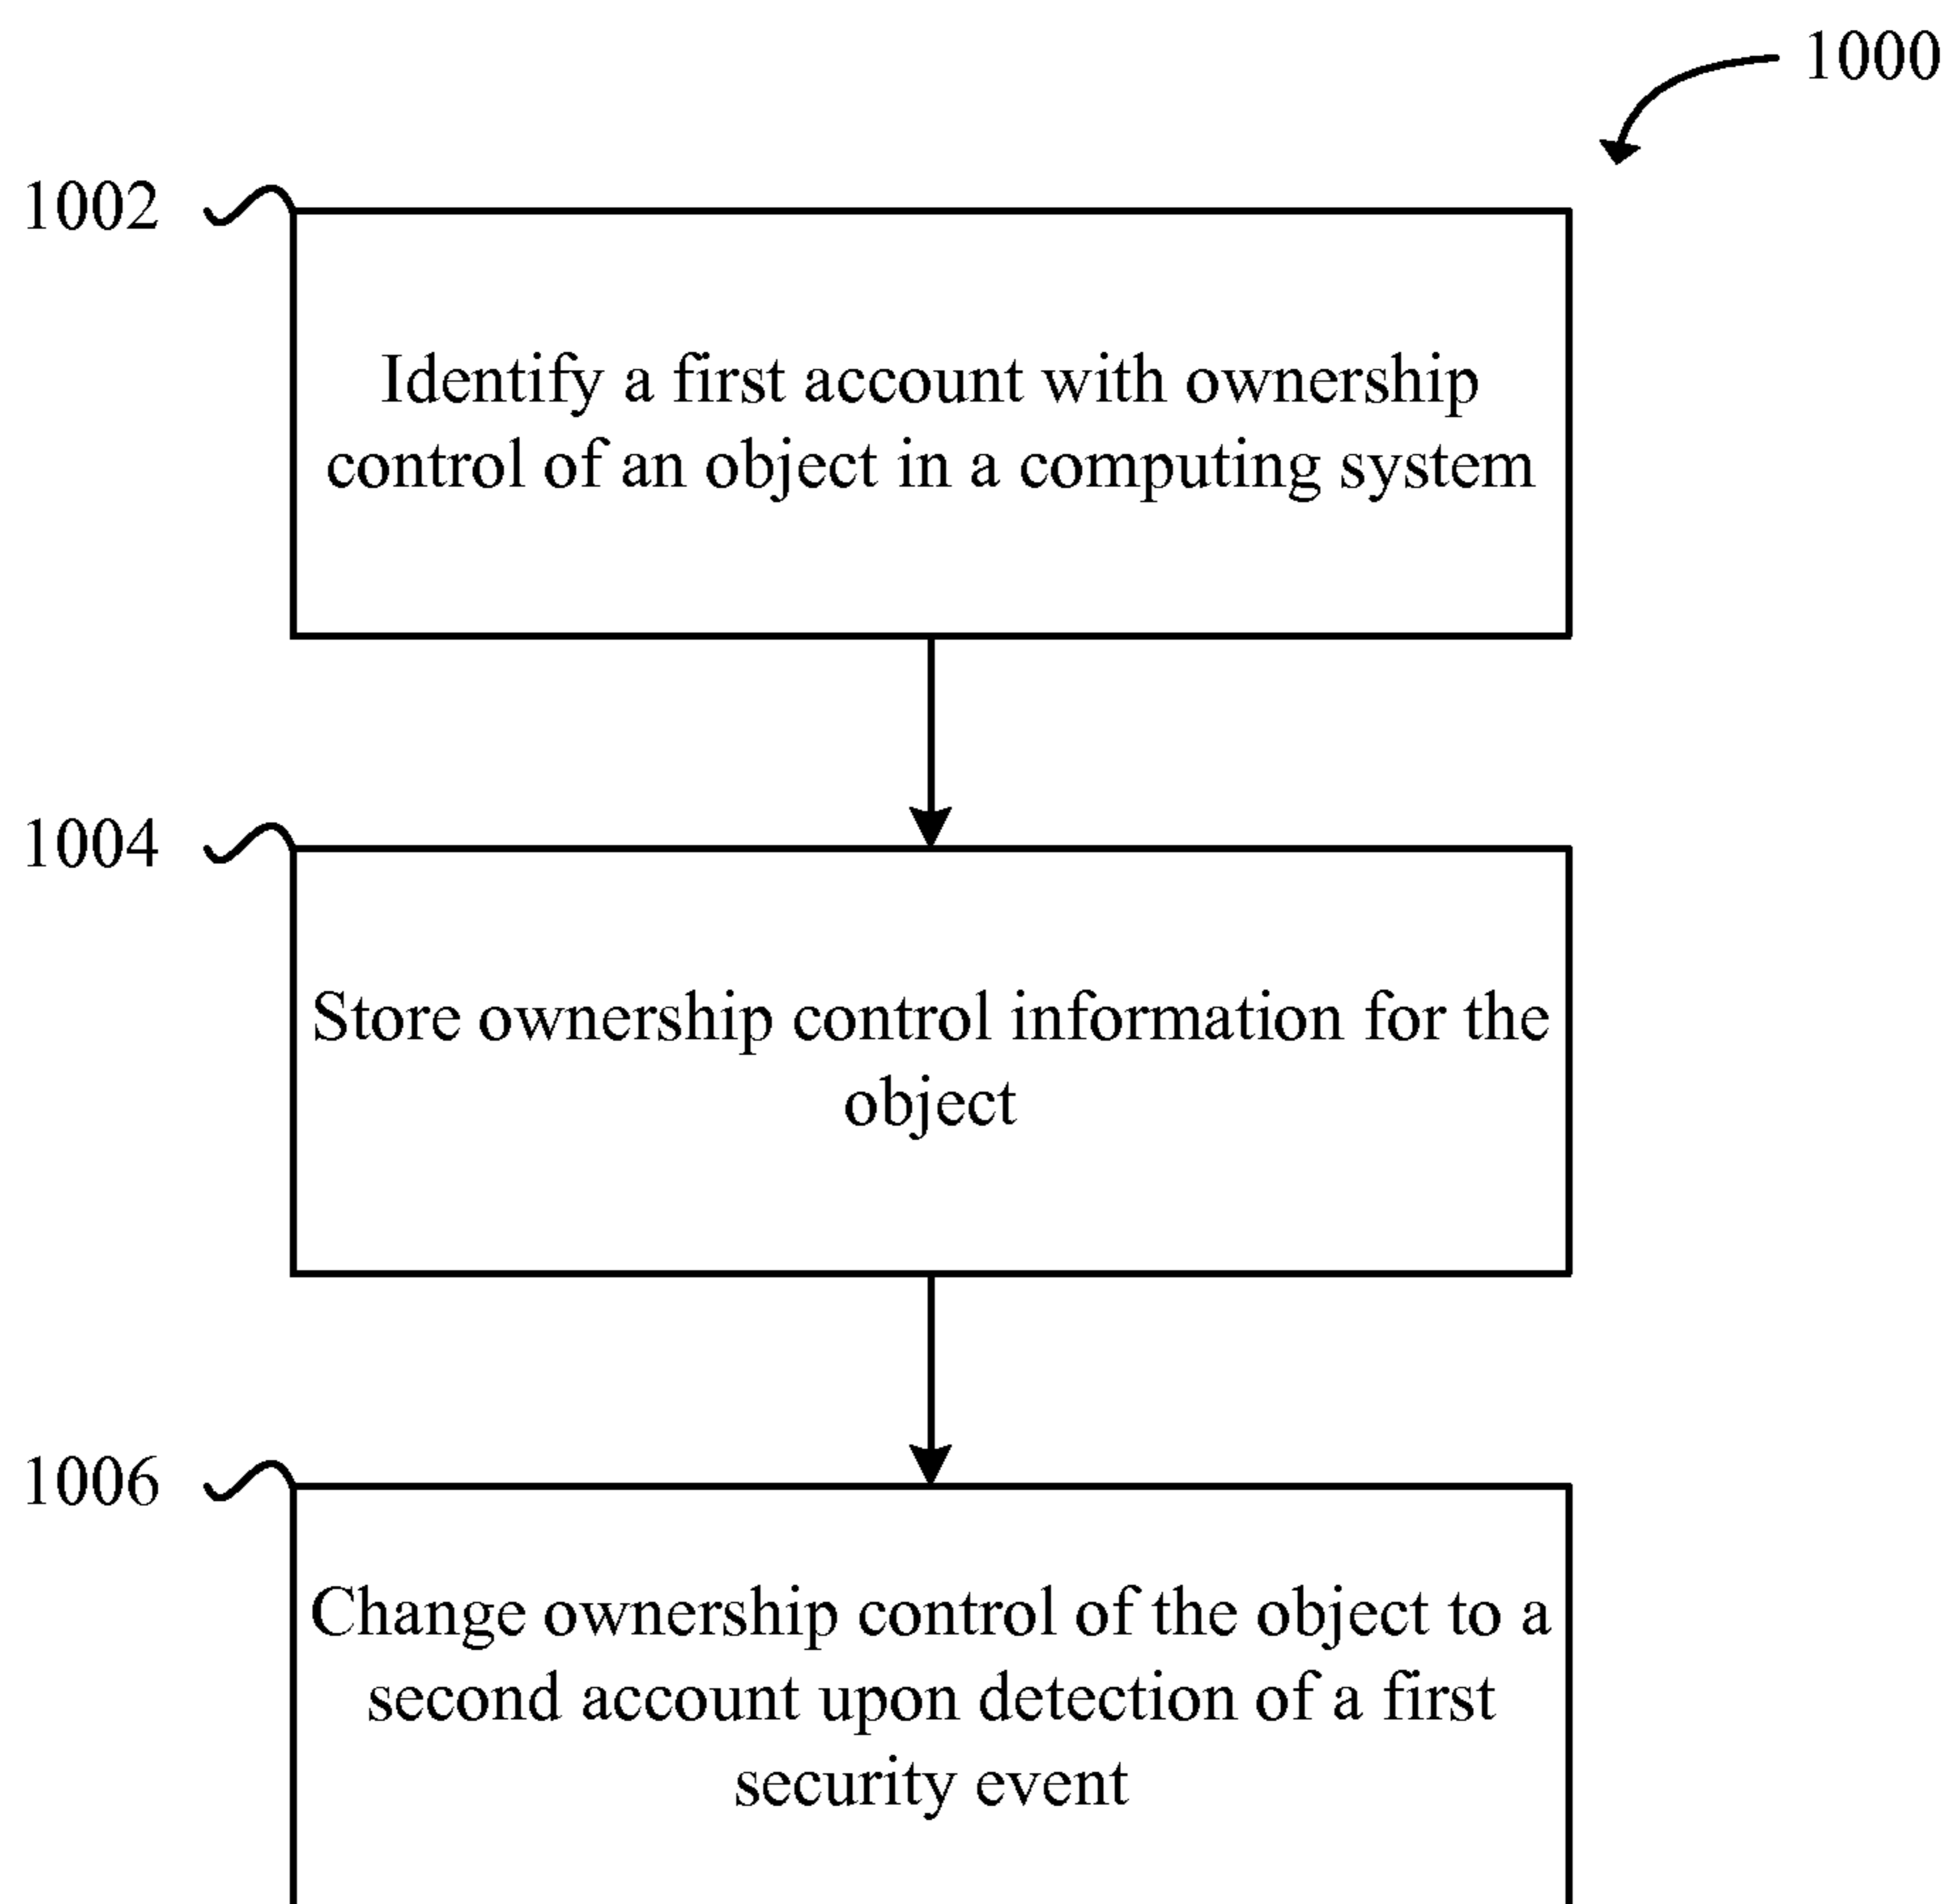 1000
1002
Identify a first account with ownership
control of an object in a computing system
1004
Store ownership control information for the
object
1006
Change ownership control of the object to a
second account upon detection of a first
security event